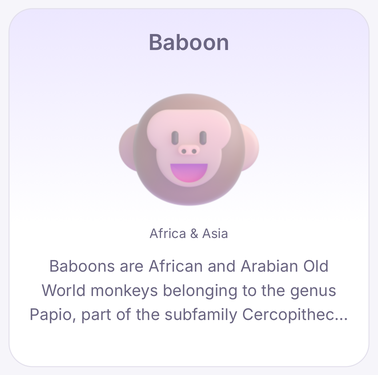 Baboon
Africa & Asia
Baboons are African and Arabian Old
World monkeys belonging to the genus
Papio, part of the subfamily Cercopithec...